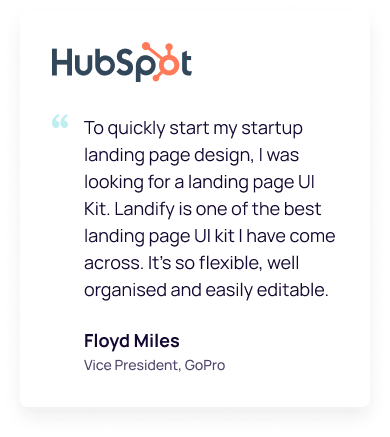 HubSpot
“
To quickly start my startup
landing page design, I was
looking for a landing page UI
Kit. Landify is one of the best
landing page UI kit I have come
across. It’s so flexible, well
organised and easily editable.
Floyd Miles
Vice President, GoPro